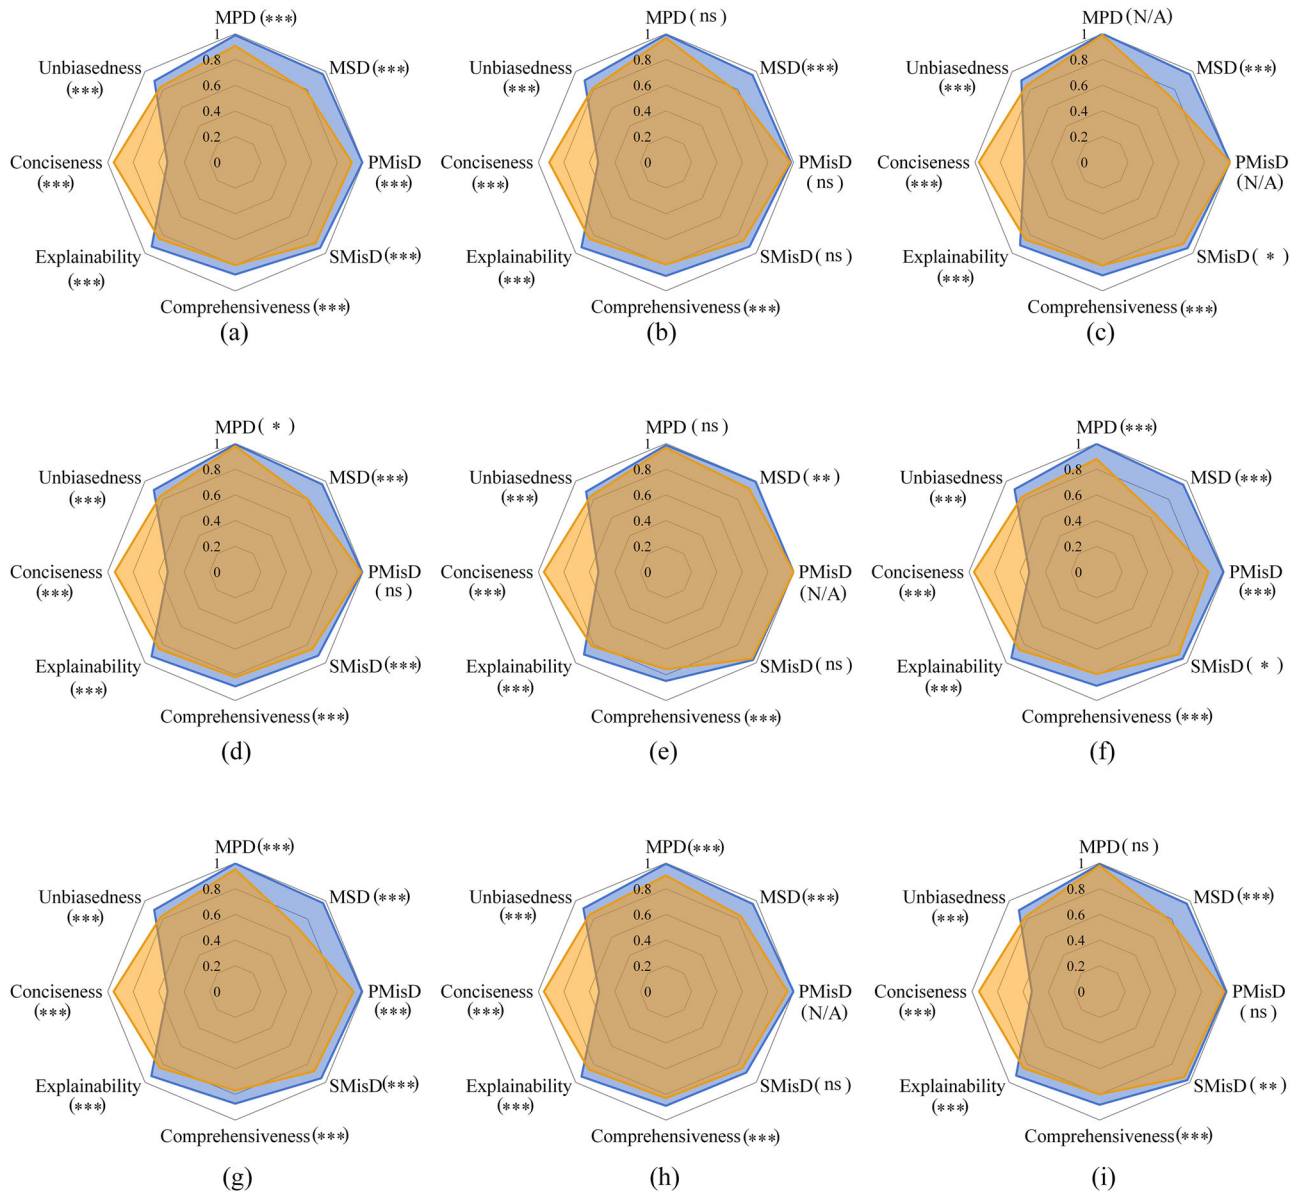 MPD (***)
1
0.8
0.6
0.4
0.2
0
MSD (***)
PMisD
(***)
SMisD (***)
Comprehensiveness (***)
Explainability
(***)
Conciseness
(***)
Unbiasedness
(***)
(a)
MPD ( ns )
1
0.8
0.6
0.4
0.2
0
MSD (***)
PMisD
( ns )
SMisD ( ns )
Comprehensiveness (***)
Explainability
(***)
Conciseness
(***)
Unbiasedness
(***)
(b)
MPD (N/A)
1
0.8
0.6
0.4
0.2
0
MSD (***)
PMisD
(N/A)
SMisD ( * )
Comprehensiveness (***)
Explainability
(***)
Conciseness
(***)
Unbiasedness
(***)
(c)
MPD ( * )
1
0.8
0.6
0.4
0.2
0
MSD (***)
PMisD
( ns )
SMisD (***)
Comprehensiveness (***)
Explainability
(***)
Conciseness
(***)
Unbiasedness
(***)
(d)
MPD ( ns )
1
0.8
0.6
0.4
0.2
0
MSD ( ** )
PMisD
(N/A)
SMisD ( ns )
Comprehensiveness (***)
Explainability
(***)
Conciseness
(***)
Unbiasedness
(***)
(e)
MPD (***)
1
0.8
0.6
0.4
0.2
0
MSD (***)
PMisD
(***)
SMisD ( * )
Comprehensiveness (***)
Explainability
(***)
Conciseness
(***)
Unbiasedness
(***)
(f)
MPD (***)
1
0.8
0.6
0.4
0.2
0
MSD (***)
PMisD
(***)
SMisD (***)
Comprehensiveness (***)
Explainability
(***)
Conciseness
(***)
Unbiasedness
(***)
(g)
MPD (***)
1
0.8
0.6
0.4
0.2
0
MSD (***)
PMisD
(N/A)
SMisD ( ns )
Comprehensiveness (***)
Explainability
(***)
Conciseness
(***)
Unbiasedness
(***)
(h)
MPD ( ns )
1
0.8
0.6
0.4
0.2
0
MSD (***)
PMisD
( ns )
SMisD ( ** )
Comprehensiveness (***)
Explainability
(***)
Conciseness
(***)
Unbiasedness
(***)
(i)